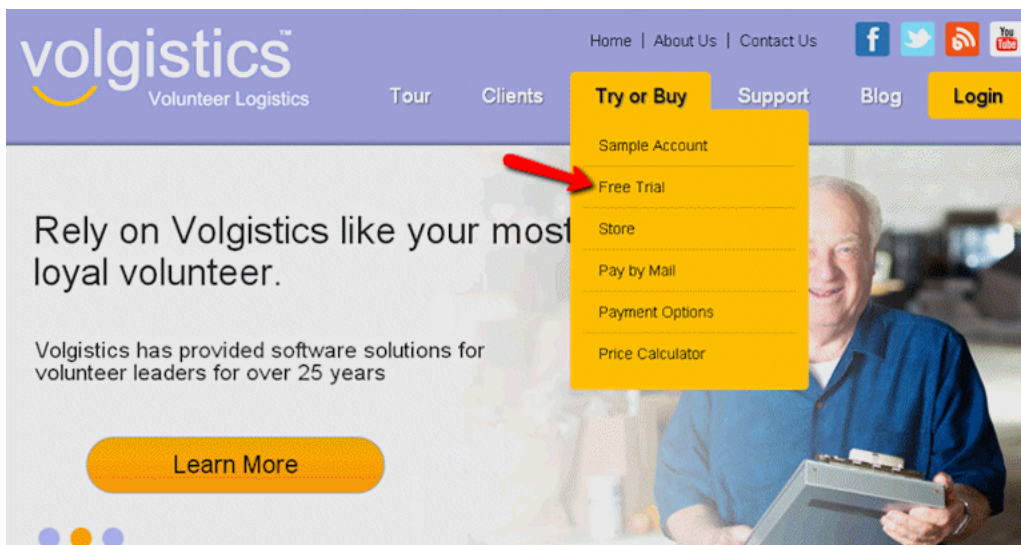 volgistics™
Volunteer Logistics
Home | About Us | Contact Us
f
You
Tube
Tour
Clients
Try or Buy
Support
Blog
Login
Sample Account
Free Trial
Store
Pay by Mail
Payment Options
Price Calculator
Rely on Volgistics like your most
loyal volunteer.
Volgistics has provided software solutions for
volunteer leaders for over 25 years
Learn More